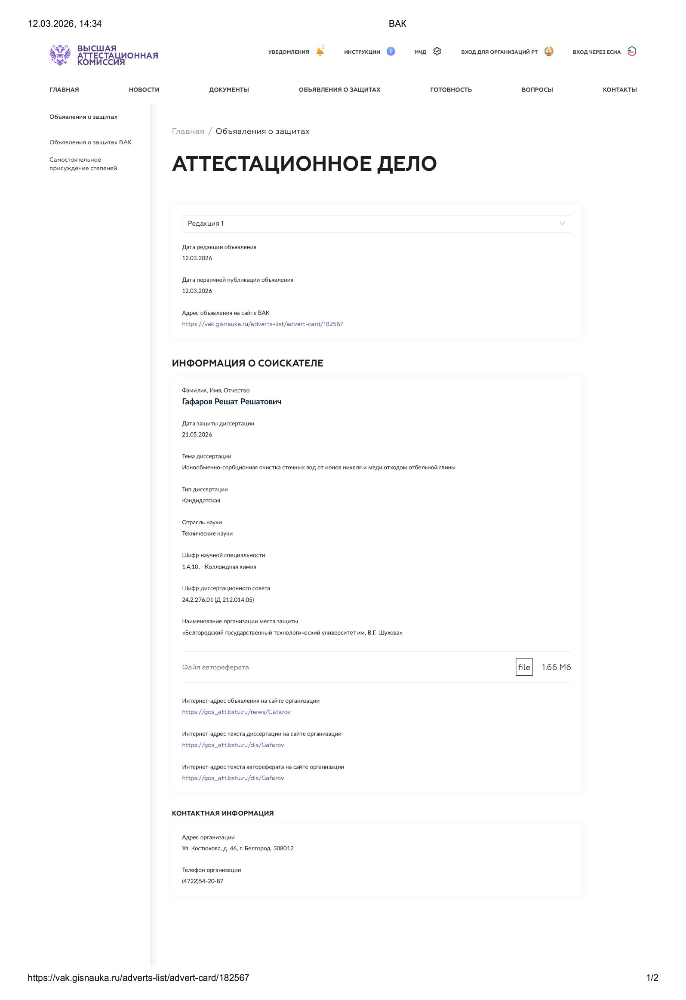 12.03.2026, 14:34
ВАК
ВЫСШАЯ
АТТЕСТАЦИОННАЯ
КОМИССИЯ
УВЕДОМЛЕНИЯ 2
ИНСТРУКЦИИ
МЧД
ВХОД ДЛЯ ОРГАНИЗАЦИЙ РТ
ВХОД ЧЕРЕЗ ЕСИА
ГЛАВНАЯ
НОВОСТИ
ДОКУМЕНТЫ
ОБЪЯВЛЕНИЯ О ЗАЩИТАХ
ГОТОВНОСТЬ
ВОПРОСЫ
КОНТАКТЫ
Объявления о защитах
Объявления о защитах ВАК
Самостоятельное
присуждение степеней
Главная / Объявления о защитах
АТТЕСТАЦИОННОЕ ДЕЛО
Редакция 1
Дата редакции объявления
12.03.2026
Дата первичной публикации объявления
12.03.2026
Адрес объявления на сайте ВАК
https://vak.gisnauka.ru/adverts-list/advert-card/182567
ИНФОРМАЦИЯ О СОИСКАТЕЛЕ
Фамилия, Имя, Отчество
Гафаров Решат Решатович
Дата защиты диссертации
21.05.2026
Тема диссертации
Ионообменно-сорбционная очистка сточных вод от ионов никеля и меди отходом отбельной глины
Тип диссертации
Кандидатская
Отрасль науки
Технические науки
Шифр научной специальности
1.4.10. - Коллоидная химия
Шифр диссертационного совета
24.2.276.01 (Д 212.014.05)
Наименование организации места защиты
«Белгородский государственный технологический университет им. В.Г. Шухова»
Файл автореферата
file 1.66 Мб
Интернет-адрес объявления на сайте организации
https://gos_att.bstu.ru/news/Gafarov
Интернет-адрес текста диссертации на сайте организации
https://gos_att.bstu.ru/dis/Gafarov
Интернет-адрес текста автореферата на сайте организации
https://gos_att.bstu.ru/dis/Gafarov
КОНТАКТНАЯ ИНФОРМАЦИЯ
Адрес организации
Ул. Костюкова, д. 46, г. Белгород, 308012
Телефон организации
(4722)54-20-87
https://vak.gisnauka.ru/adverts-list/advert-card/182567
1/2